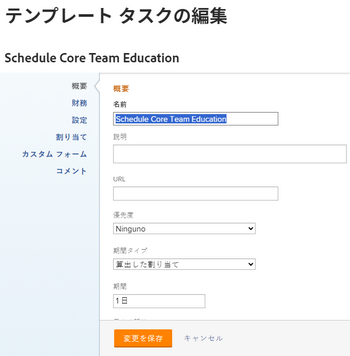 テンプレート タスクの編集
Schedule Core Team Education
概要
財務
設定
割り当て
カスタム フォーム
コメント
概要
名前
Schedule Core Team Education
説明
URL
優先度
Ninguno
期間タイプ
算出した割り当て
期間
1 日
変更を保存
キャンセル